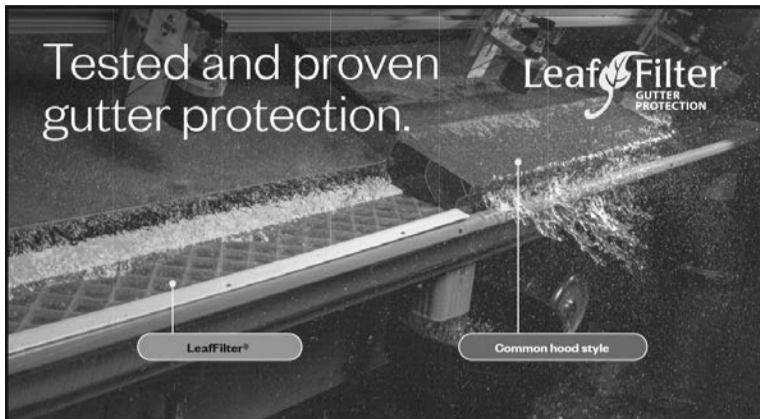 Tested and proven
gutter protection.
LeafFilter®
GUTTER
PROTECTION
LeafFilter®
Common hood style